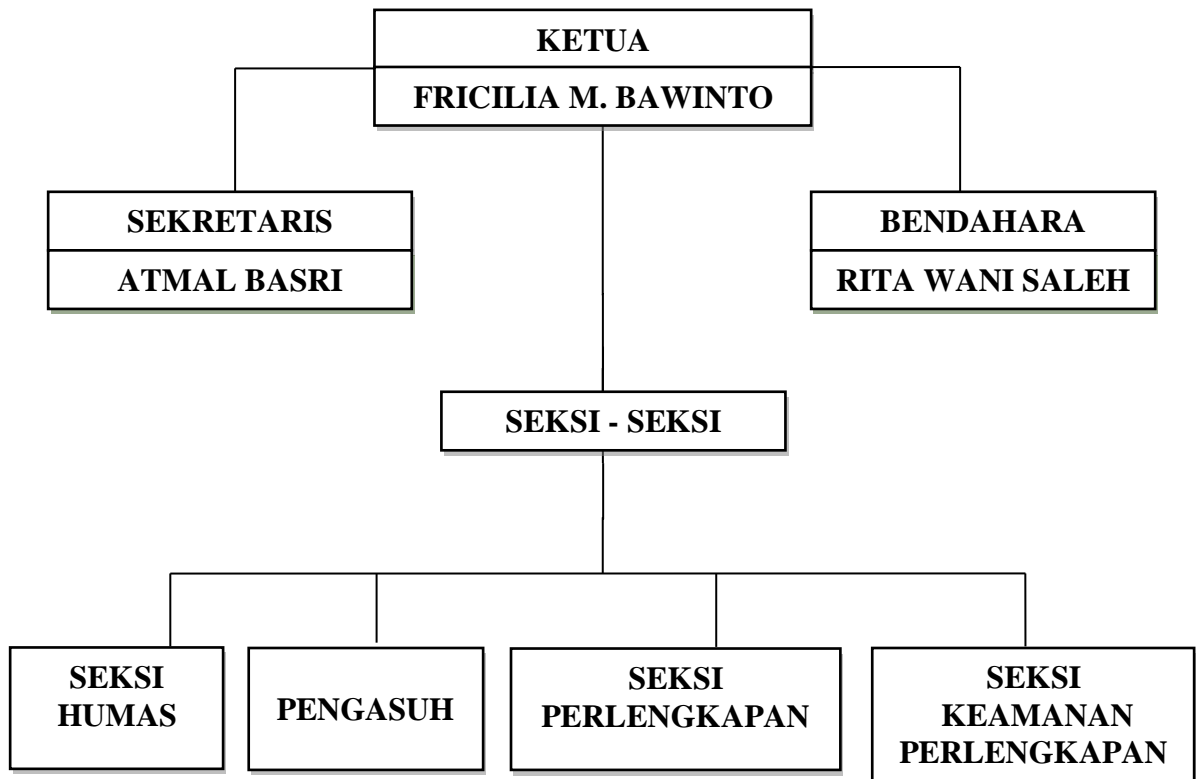 KETUA
FRICILIA M. BAWINTO
SEKRETARIS
ATMAL BASRI
BENDAHARA
RITA WANI SALEH
SEKSI - SEKSI
SEKSI
HUMAS
PENGASUH
SEKSI
PERLENGKAPAN
SEKSI
KEAMANAN
PERLENGKAPAN